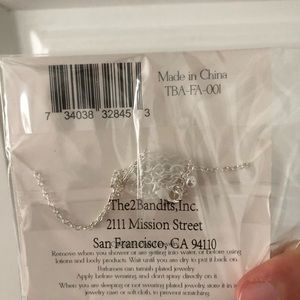 Made in China
TBA-FA-001
7 34038 32845 3
The2Bandits,Inc.
2111 Mission Street
San Francisco, CA 94110
Remove when you shower or are getting into water, or before using
lotions and body products. Wait until you are dry to put it back on.
Perfumes can tarnish plated jewelry.
Apply before wearing and don't spray directly on it.
When you are sleeping or not wearing plated jewelry, store it in a
jewelry case or soft cloth, to prevent scratching.